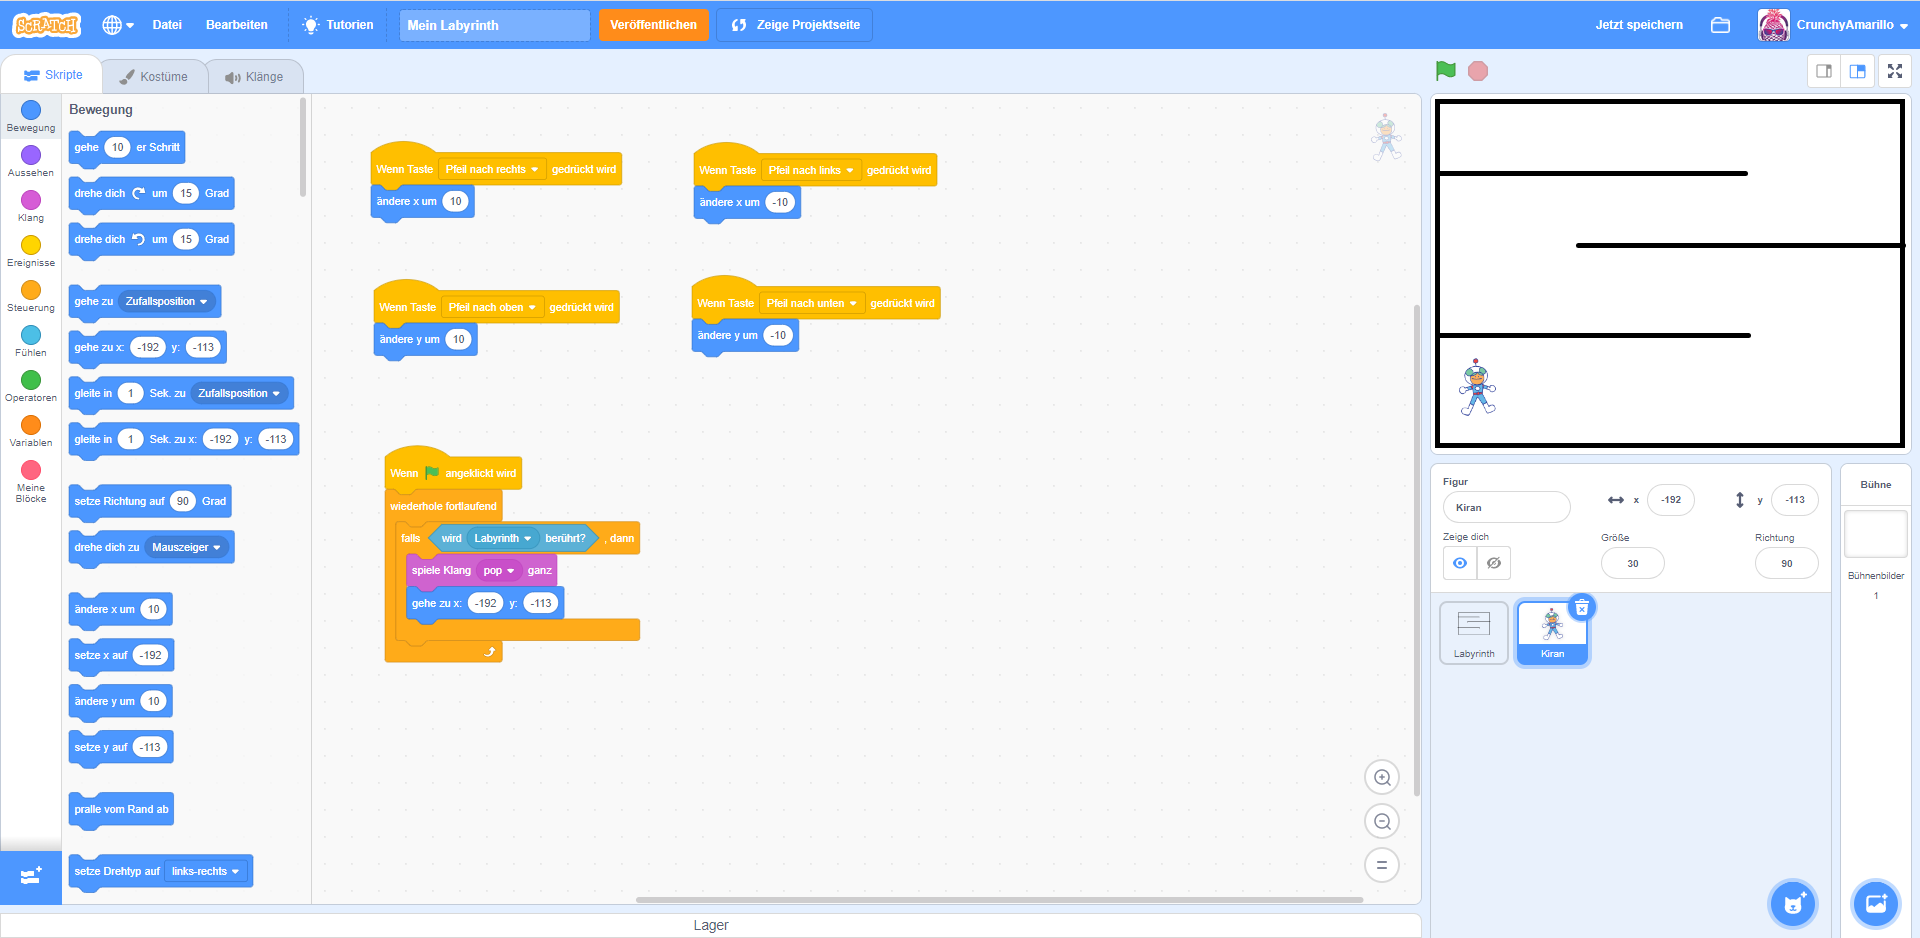 SCRATCH
Datei
Bearbeiten
Tutorien
Mein Labyrinth
Veröffentlichen
Zeige Projektseite
Jetzt speichern
CrunchyAmarillo
Skripte
Kostüme
Klänge
Bewegung
Aussehen
Klang
Ereignisse
Steuerung
Fühlen
Operatoren
Variablen
Meine
Blöcke
Bewegung
gehe 10 er Schritt
drehe dich um 15 Grad
drehe dich um 15 Grad
gehe zu Zufallsposition
gehe zu x: -192 y: -113
gleite in 1 Sek. zu Zufallsposition
gleite in 1 Sek. zu x: -192 y: -113
setze Richtung auf 90 Grad
drehe dich zu Mauszeiger
ändere x um 10
setze x auf -192
ändere y um 10
setze y auf -113
pralle vom Rand ab
setze Drehtyp auf links-rechts
Wenn Taste Pfeil nach rechts gedrückt wird
ändere x um 10
Wenn Taste Pfeil nach links gedrückt wird
ändere x um -10
Wenn Taste Pfeil nach oben gedrückt wird
ändere y um 10
Wenn Taste Pfeil nach unten gedrückt wird
ändere y um -10
Wenn angeklickt wird
wiederhole fortlaufend
falls wird Labyrinth berührt? , dann
spiele Klang pop ganz
gehe zu x: -192 y: -113
Lager
Figur
Kiran
x -192
y -113
Zeige dich
Größe
30
Richtung
90
Labyrinth
Kiran
Bühne
Bühnenbilder
1